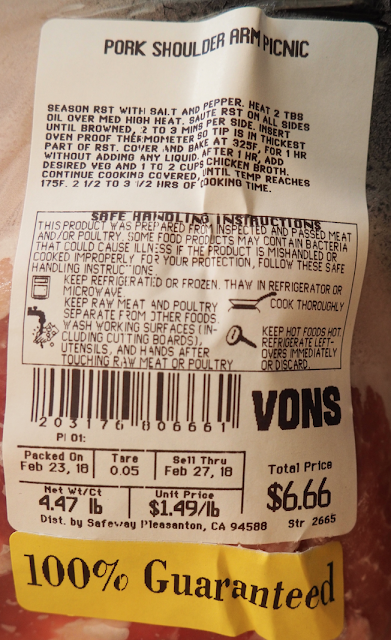 PORK SHOULDER ARM PICNIC
SEASON RST WITH SALT AND PEPPER. HEAT 2 TBS
OIL OVER MED HIGH HEAT. SAUTE RST ON ALL SIDES
UNTIL BROWNED, 2 TO 3 MINS PER SIDE. INSERT
OVEN PROOF THERMOMETER SO TIP IS IN THICKEST
PART OF RST. COVER AND BAKE AT 325F, FOR 1 HR
WITHOUT ADDING ANY LIQUID. AFTER 1 HR, ADD
DESIRED VEG AND 1 TO 2 CUPS CHICKEN BROTH.
CONTINUE COOKING COVERED, UNTIL TEMP REACHES
175F. 2 1/2 TO 3 1/2 HRS OF COOKING TIME.
SAFE HANDLING INSTRUCTIONS
THIS PRODUCT WAS PREPARED FROM INSPECTED AND PASSED MEAT
AND/OR POULTRY. SOME FOOD PRODUCTS MAY CONTAIN BACTERIA
THAT COULD CAUSE ILLNESS IF THE PRODUCT IS MISHANDLED OR
COOKED IMPROPERLY. FOR YOUR PROTECTION, FOLLOW THESE SAFE
HANDLING INSTRUCTIONS.
KEEP REFRIGERATED OR FROZEN. THAW IN REFRIGERATOR OR
MICROWAVE.
KEEP RAW MEAT AND POULTRY
SEPARATE FROM OTHER FOODS.
WASH WORKING SURFACES (IN-
CLUDING CUTTING BOARDS),
UTENSILS, AND HANDS AFTER
TOUCHING RAW MEAT OR POULTRY
COOK THOROUGHLY
KEEP HOT FOODS HOT
REFRIGERATE LEFT-
OVERS IMMEDIATELY
OR DISCARD.
2 03176 806661
VONS
Pl 01:
Packed On Tare Sell Thru
Feb 23, 18 0.05 Feb 27, 18
Total Price
Net Wt/Ct Unit Price
4.47 lb $1.49/lb $6.66
Dist. by Safeway Pleasanton, CA 94588 Str 2665
100% Guaranteed